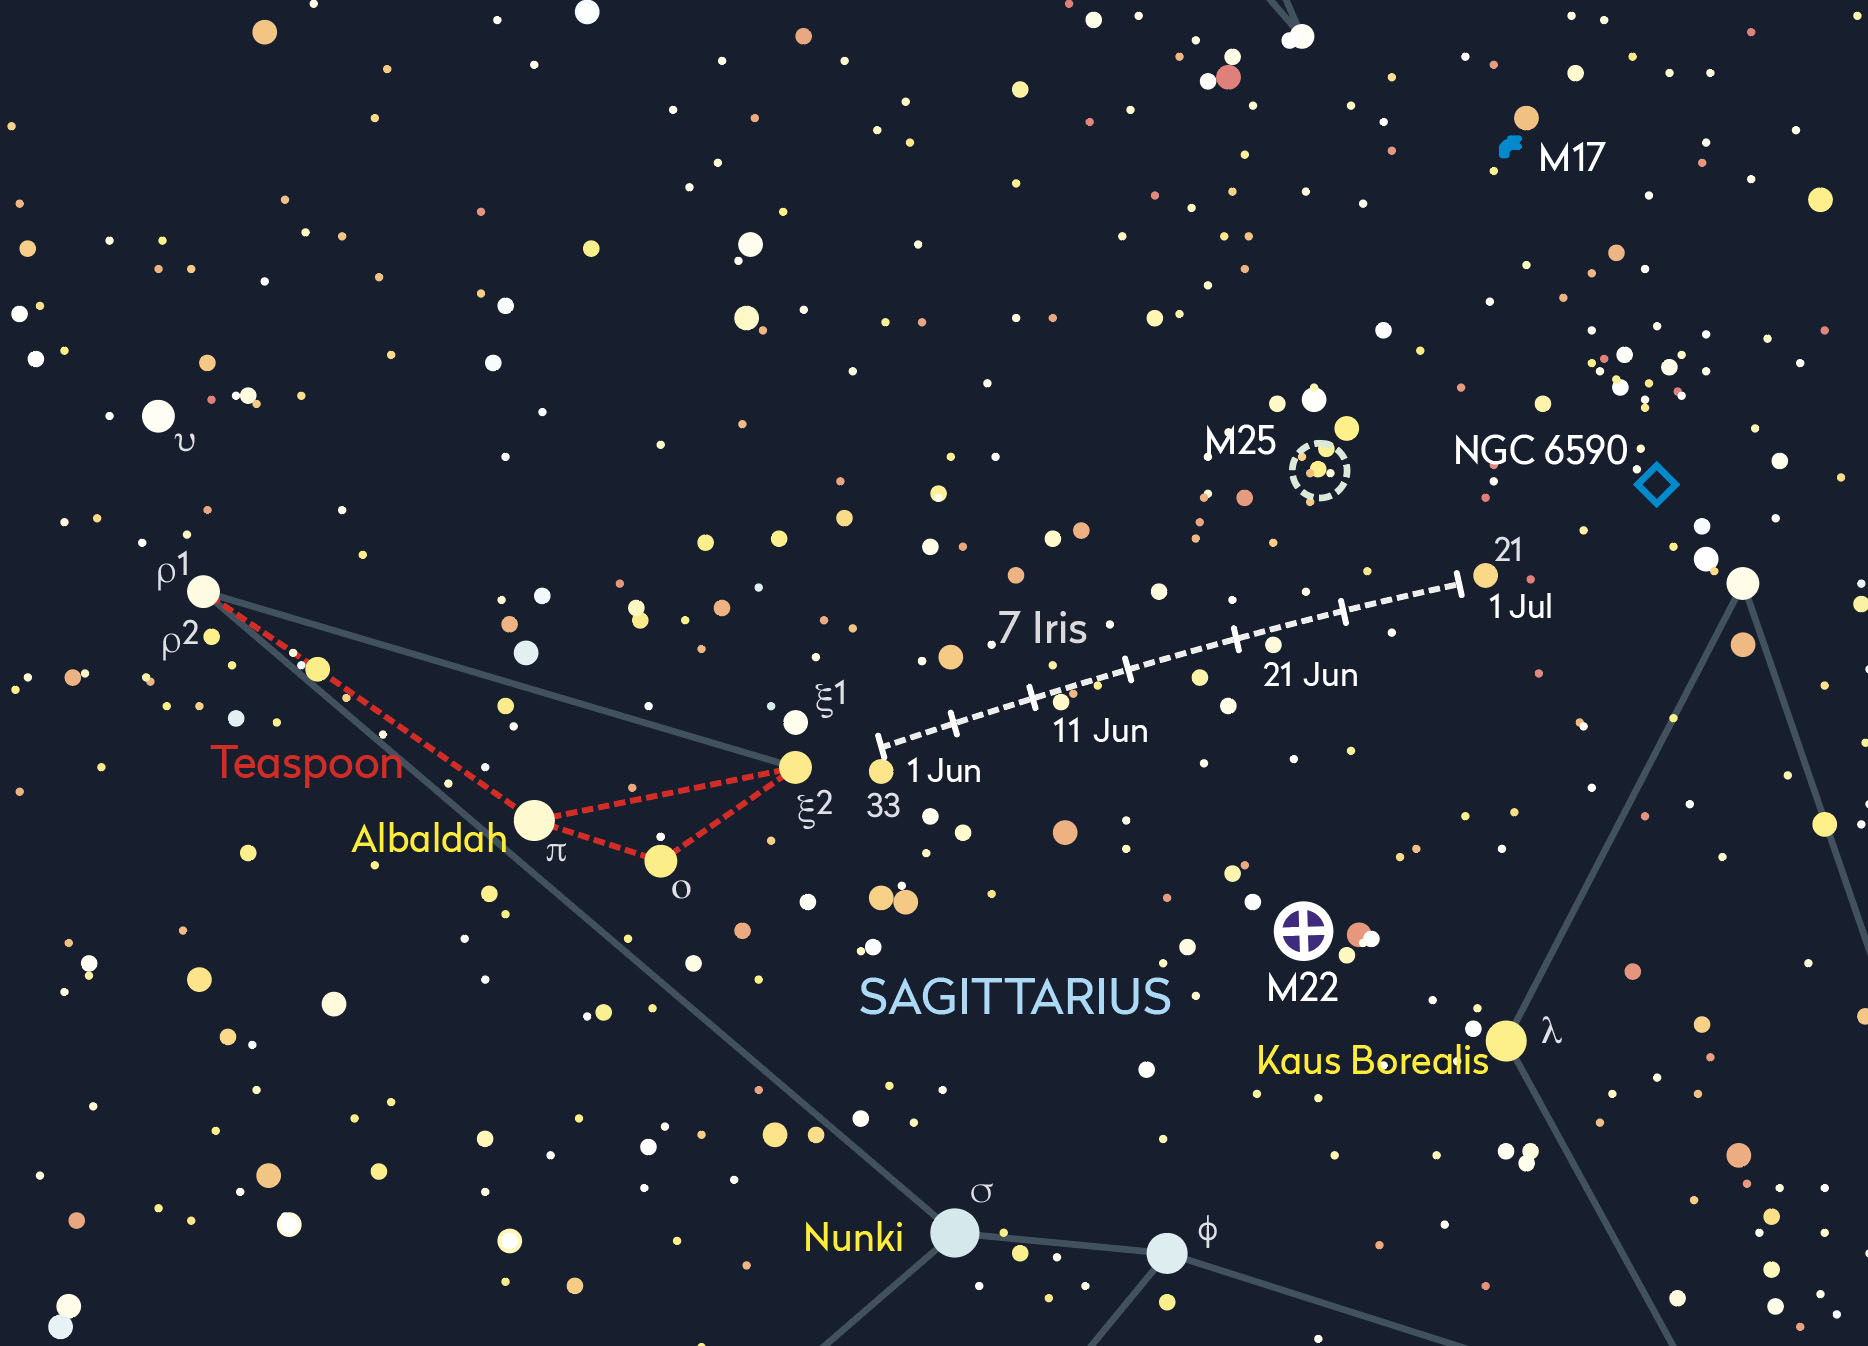 M17
υ
M25
NGC 6590
ρ1
21
1 Jul
7 Iris
ρ2
21 Jun
ξ1
11 Jun
Teaspoon
1 Jun
ξ2
33
Albaldah
π
ο
SAGITTARIUS
M22
Kaus Borealis
λ
σ
Nunki
φ